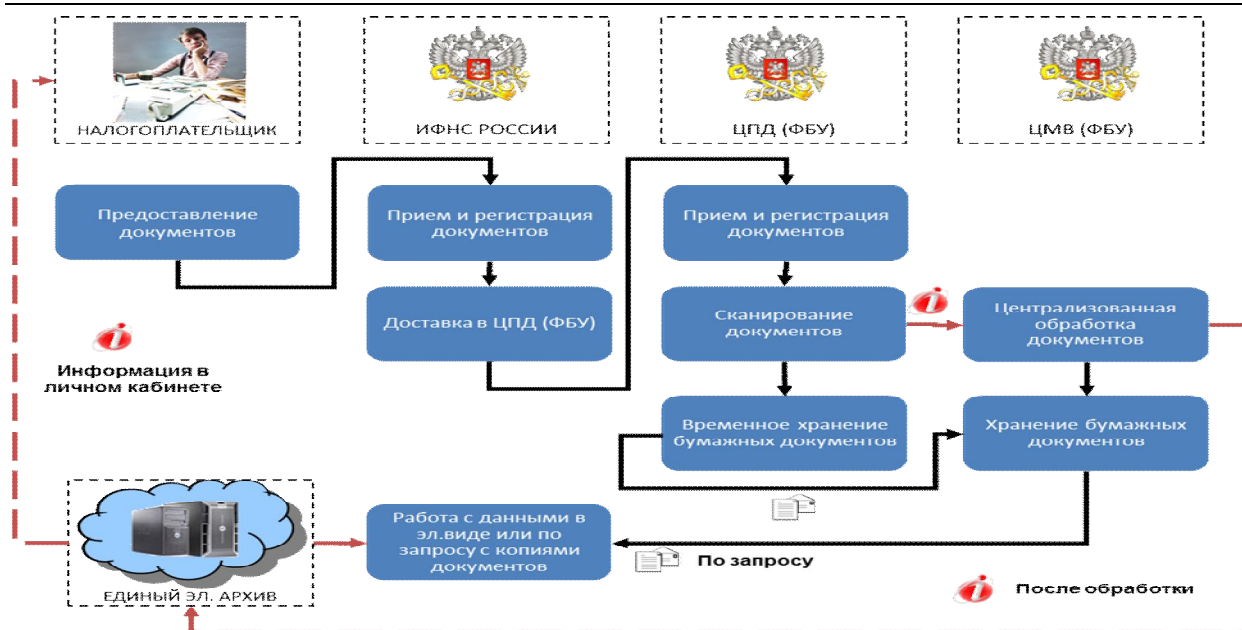 НАЛОГОПЛАТЕЛЬЩИК
ИФНС РОССИИ
ЦПД (ФБУ)
ЦМВ (ФБУ)
Предоставление
документов
Прием и регистрация
документов
Прием и регистрация
документов
Доставка в ЦПД (ФБУ)
Сканирование
документов
Централизованная
обработка
документов
Информация в
личном кабинете
Временное хранение
бумажных документов
Хранение бумажных
документов
Работа с данными в
эл.виде или по
запросу с копиями
документов
По запросу
После обработки
ЕДИНЫЙ ЭЛ. АРХИВ